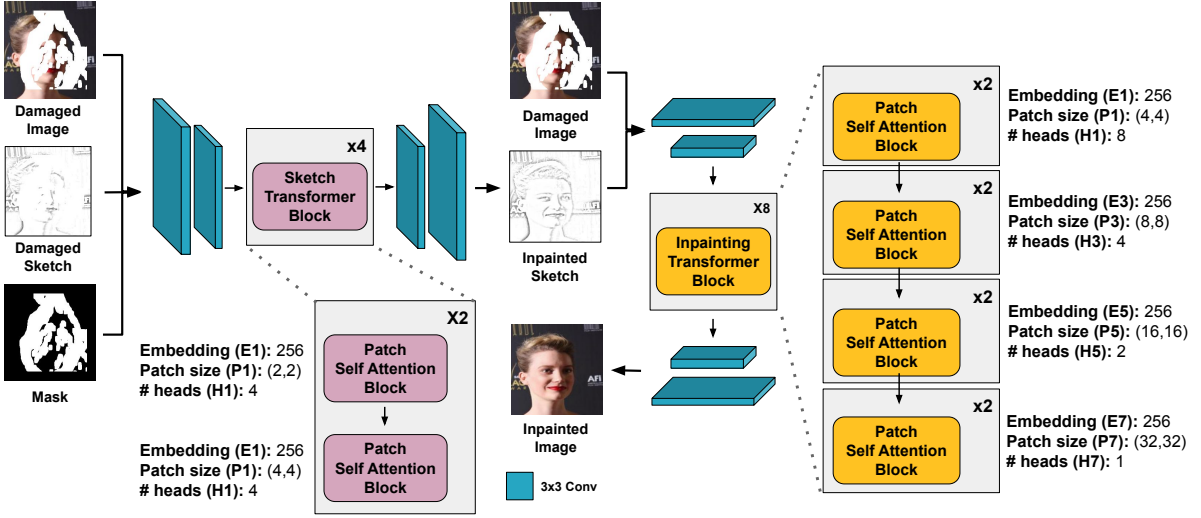 Damaged
Image
Damaged
Sketch
Mask
x4
Sketch
Transformer
Block
X2
Patch
Self Attention
Block
Patch
Self Attention
Block
Embedding (E1): 256
Patch size (P1): (2,2)
# heads (H1): 4
Embedding (E1): 256
Patch size (P1): (4,4)
# heads (H1): 4
Damaged
Image
Inpainted
Sketch
AFI
Inpainted
Image
3x3 Conv
X8
Inpainting
Transformer
Block
x2
Patch
Self Attention
Block
Embedding (E1): 256
Patch size (P1): (4,4)
# heads (H1): 8
x2
Patch
Self Attention
Block
Embedding (E3): 256
Patch size (P3): (8,8)
# heads (H3): 4
x2
Patch
Self Attention
Block
Embedding (E5): 256
Patch size (P5): (16,16)
# heads (H5): 2
x2
Patch
Self Attention
Block
Embedding (E7): 256
Patch size (P7): (32,32)
# heads (H7): 1